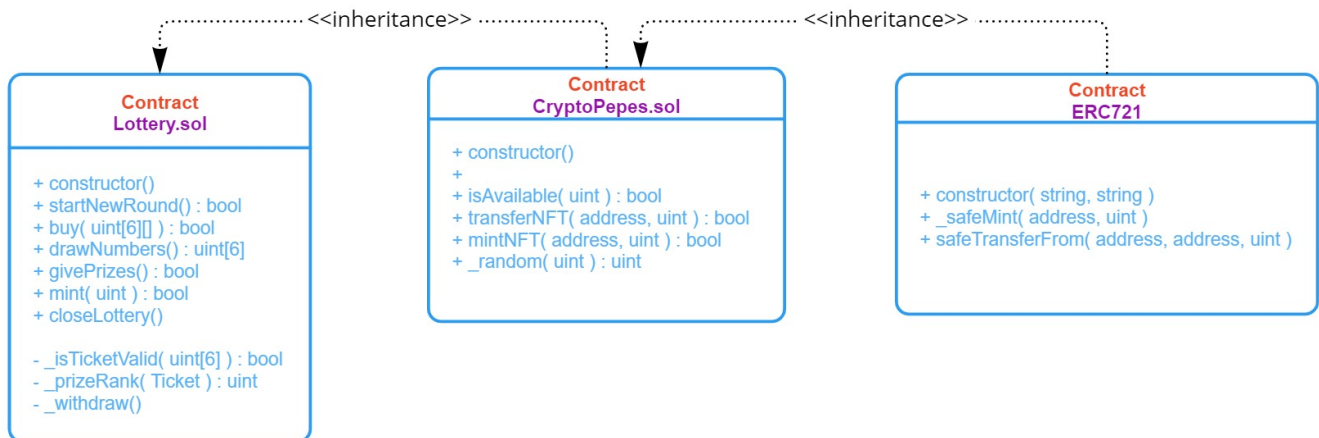 <<inheritance>>
<<inheritance>>
Contract
Lottery.sol
+ constructor()
+ startNewRound() : bool
+ buy( uint[6][] ) : bool
+ drawNumbers() : uint[6]
+ givePrizes() : bool
+ mint( uint ) : bool
+ closeLottery()
- _isTicketValid( uint[6] ) : bool
- _prizeRank( Ticket ) : uint
- _withdraw()
Contract
CryptoPepes.sol
+ constructor()
+
+ isAvailable( uint ) : bool
+ transferNFT( address, uint ) : bool
+ mintNFT( address, uint ) : bool
+ _random( uint ) : uint
Contract
ERC721
+ constructor( string, string )
+ _safeMint( address, uint )
+ safeTransferFrom( address, address, uint )